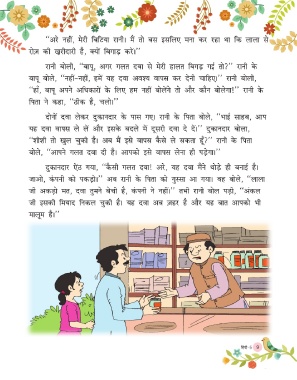 "अरे नहीं, मेरी बिटिया रानी। मैं तो बस इसलिए मना कर रहा था कि लाला से
रोज़ की खरीदारी है, क्यों बिगाड़ करें।"
रानी बोली, "बापू, अगर गलत दवा से मेरी हालत बिगड़ गई तो?" रानी के
बापू बोले, "नहीं-नहीं, हमें यह दवा अवश्य वापस कर देनी चाहिए।" रानी बोली,
"हाँ, बापू अपने अधिकारों के लिए हम नहीं बोलेंगे तो और कौन बोलेगा!" रानी के
पिता ने कहा, "ठीक है, चलो।"
दोनों दवा लेकर दुकानदार के पास गए। रानी के पिता बोले, "भाई साहब, आप
यह दवा वापस ले लें और इसके बदले में दूसरी दवा दे दें।" दुकानदार बोला,
"शीशी तो खुल चुकी है। अब मैं इसे वापस कैसे ले सकता हूँ?" रानी के पिता
बोले, "आपने गलत दवा दी है। आपको इसे वापस लेना ही पड़ेगा।"
दुकानदार ऐंठ गया, "कैसी गलत दवा! अरे, यह दवा मैंने थोड़े ही बनाई है।
जाओ, कंपनी को पकड़ो।" अब रानी के पिता को गुस्सा आ गया। वह बोले, "लाला
जी अकड़ो मत, दवा तुमने बेची है, कंपनी ने नहीं।" तभी रानी बोल पड़ी, "अंकल
जी इसकी मियाद निकल चुकी है। यह दवा अब ज़हर है और यह बात आपको भी
मालूम है।"